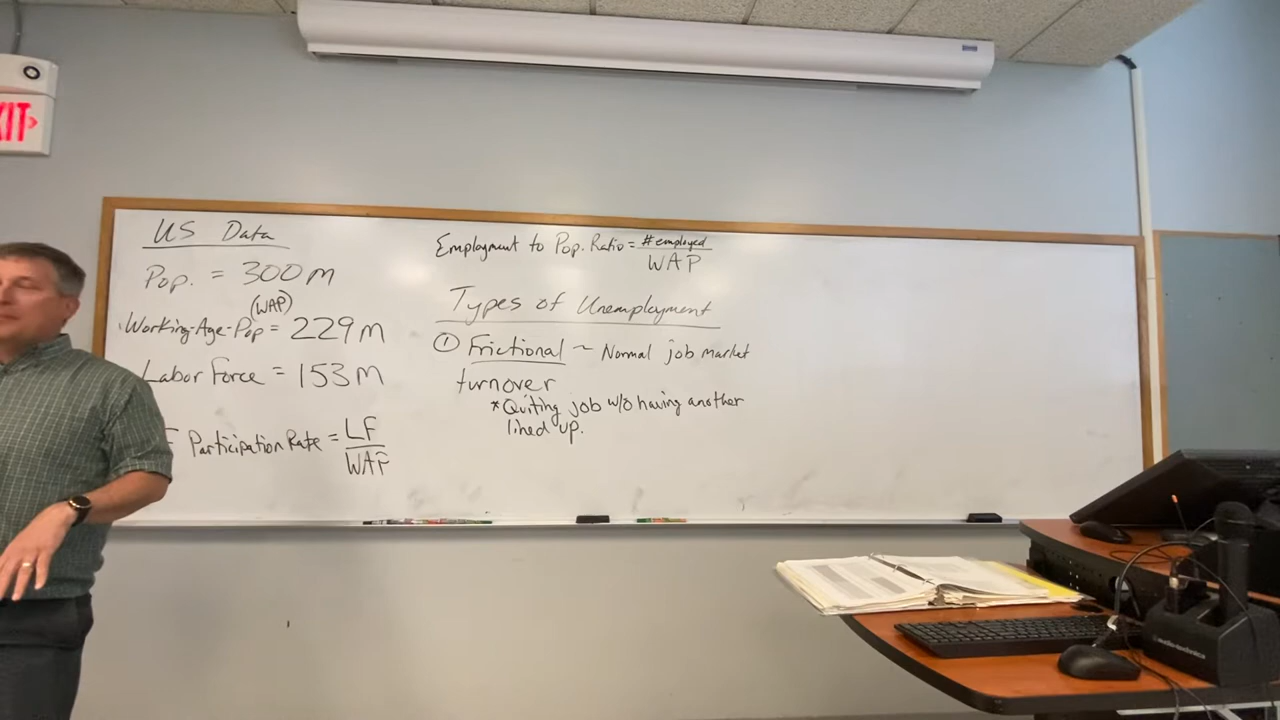 XIT
US Data
Pop. = 300m
(WAP)
Working-Age-Pop = 229m
Labor Force = 153m
F Participation Rate = LF
WAP
Employment to Pop. Ratio = #employed
WAP
Types of Unemployment
① Frictional ~ Normal job market
turnover
*Quiting job w/o having another
lined up.